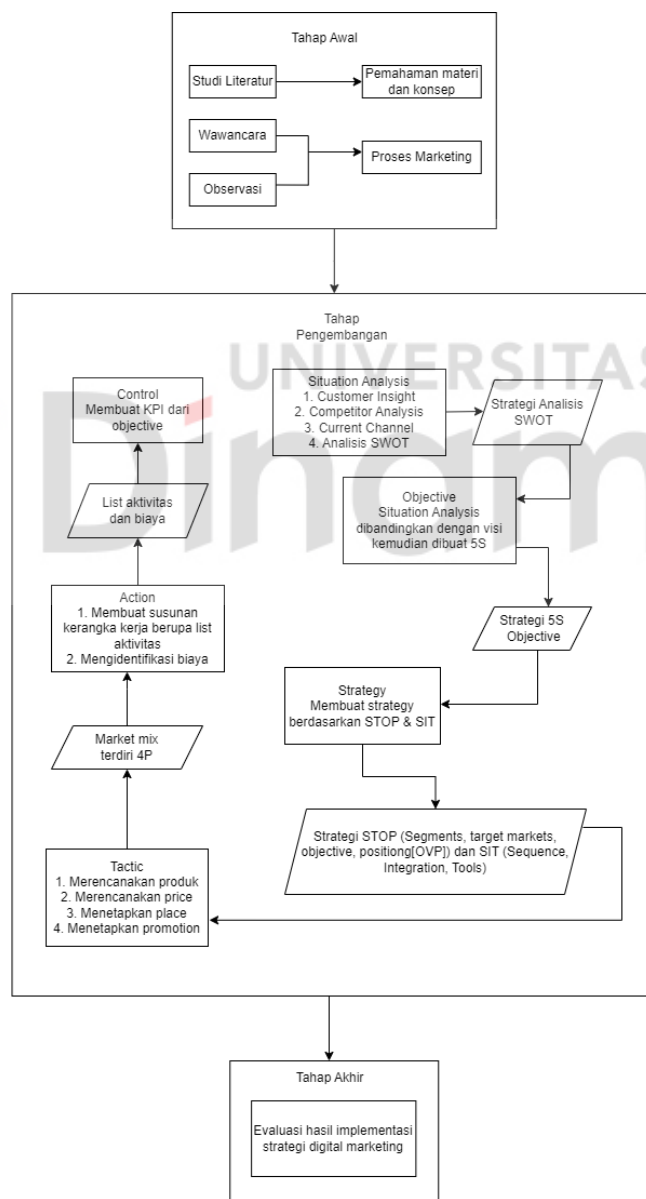 Tahap Awal
Studi Literatur
Pemahaman materi
dan konsep
Wawancara
Proses Marketing
Observasi
Tahap
Pengembangan
UNIVERSITAS
Dinam
Situation Analysis
1. Customer Insight
2. Competitor Analysis
3. Current Channel
4. Analisis SWOT
Strategi Analisis
SWOT
Objective
Situation Analysis
dibandingkan dengan visi
kemudian dibuat 5S
Strategi 5S
Objective
Strategy
Membuat strategy
berdasarkan STOP & SIT
Strategi STOP (Segments, target markets,
objective, positiong[OVP]) dan SIT (Sequence,
Integration, Tools)
Tactic
1. Merencanakan produk
2. Merencanakan price
3. Menetapkan place
4. Menetapkan promotion
Market mix
terdiri 4P
Action
1. Membuat susunan
kerangka kerja berupa list
aktivitas
2. Mengidentifikasi biaya
List aktivitas
dan biaya
Control
Membuat KPI dari
objective
Tahap Akhir
Evaluasi hasil implementasi
strategi digital marketing